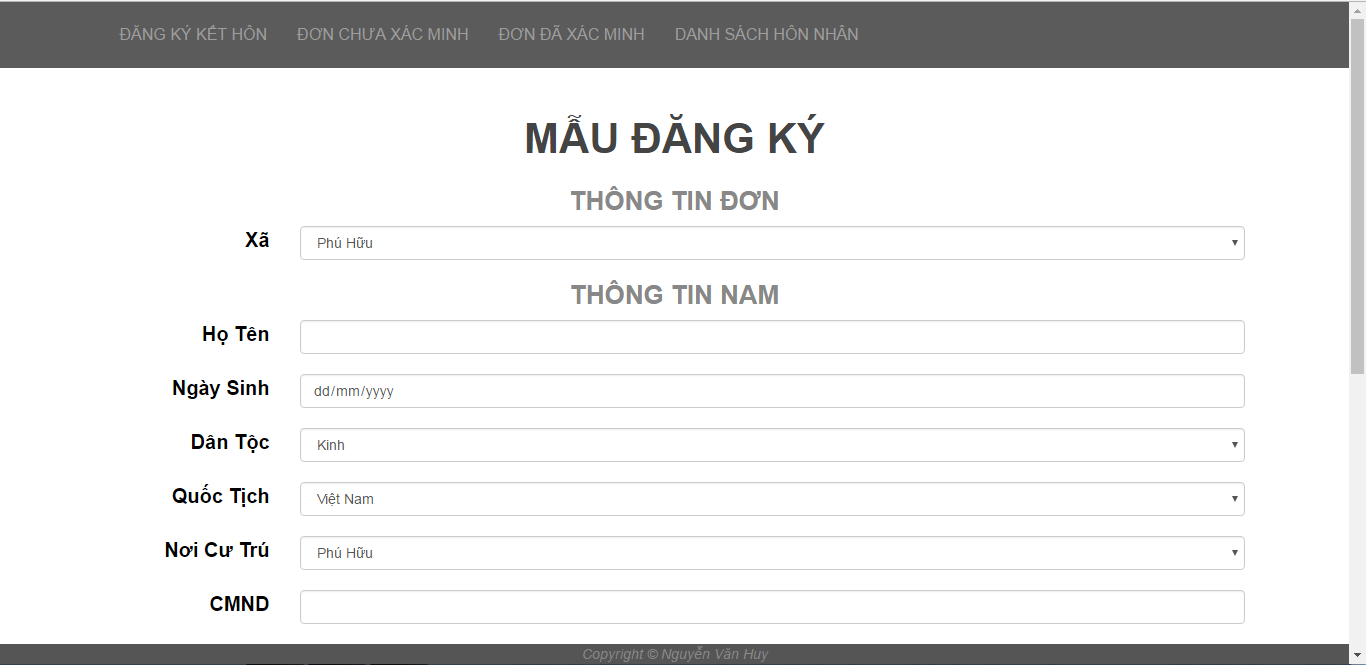 ĐĂNG KÝ KẾT HÔN ĐƠN CHƯA XÁC MINH ĐƠN ĐÃ XÁC MINH DANH SÁCH HÔN NHÂN
MẪU ĐĂNG KÝ
THÔNG TIN ĐƠN
Xã Phú Hữu
THÔNG TIN NAM
Họ Tên
Ngày Sinh dd/mm/yyyy
Dân Tộc Kinh
Quốc Tịch Việt Nam
Nơi Cư Trú Phú Hữu
CMND
Copyright © Nguyễn Văn Huy